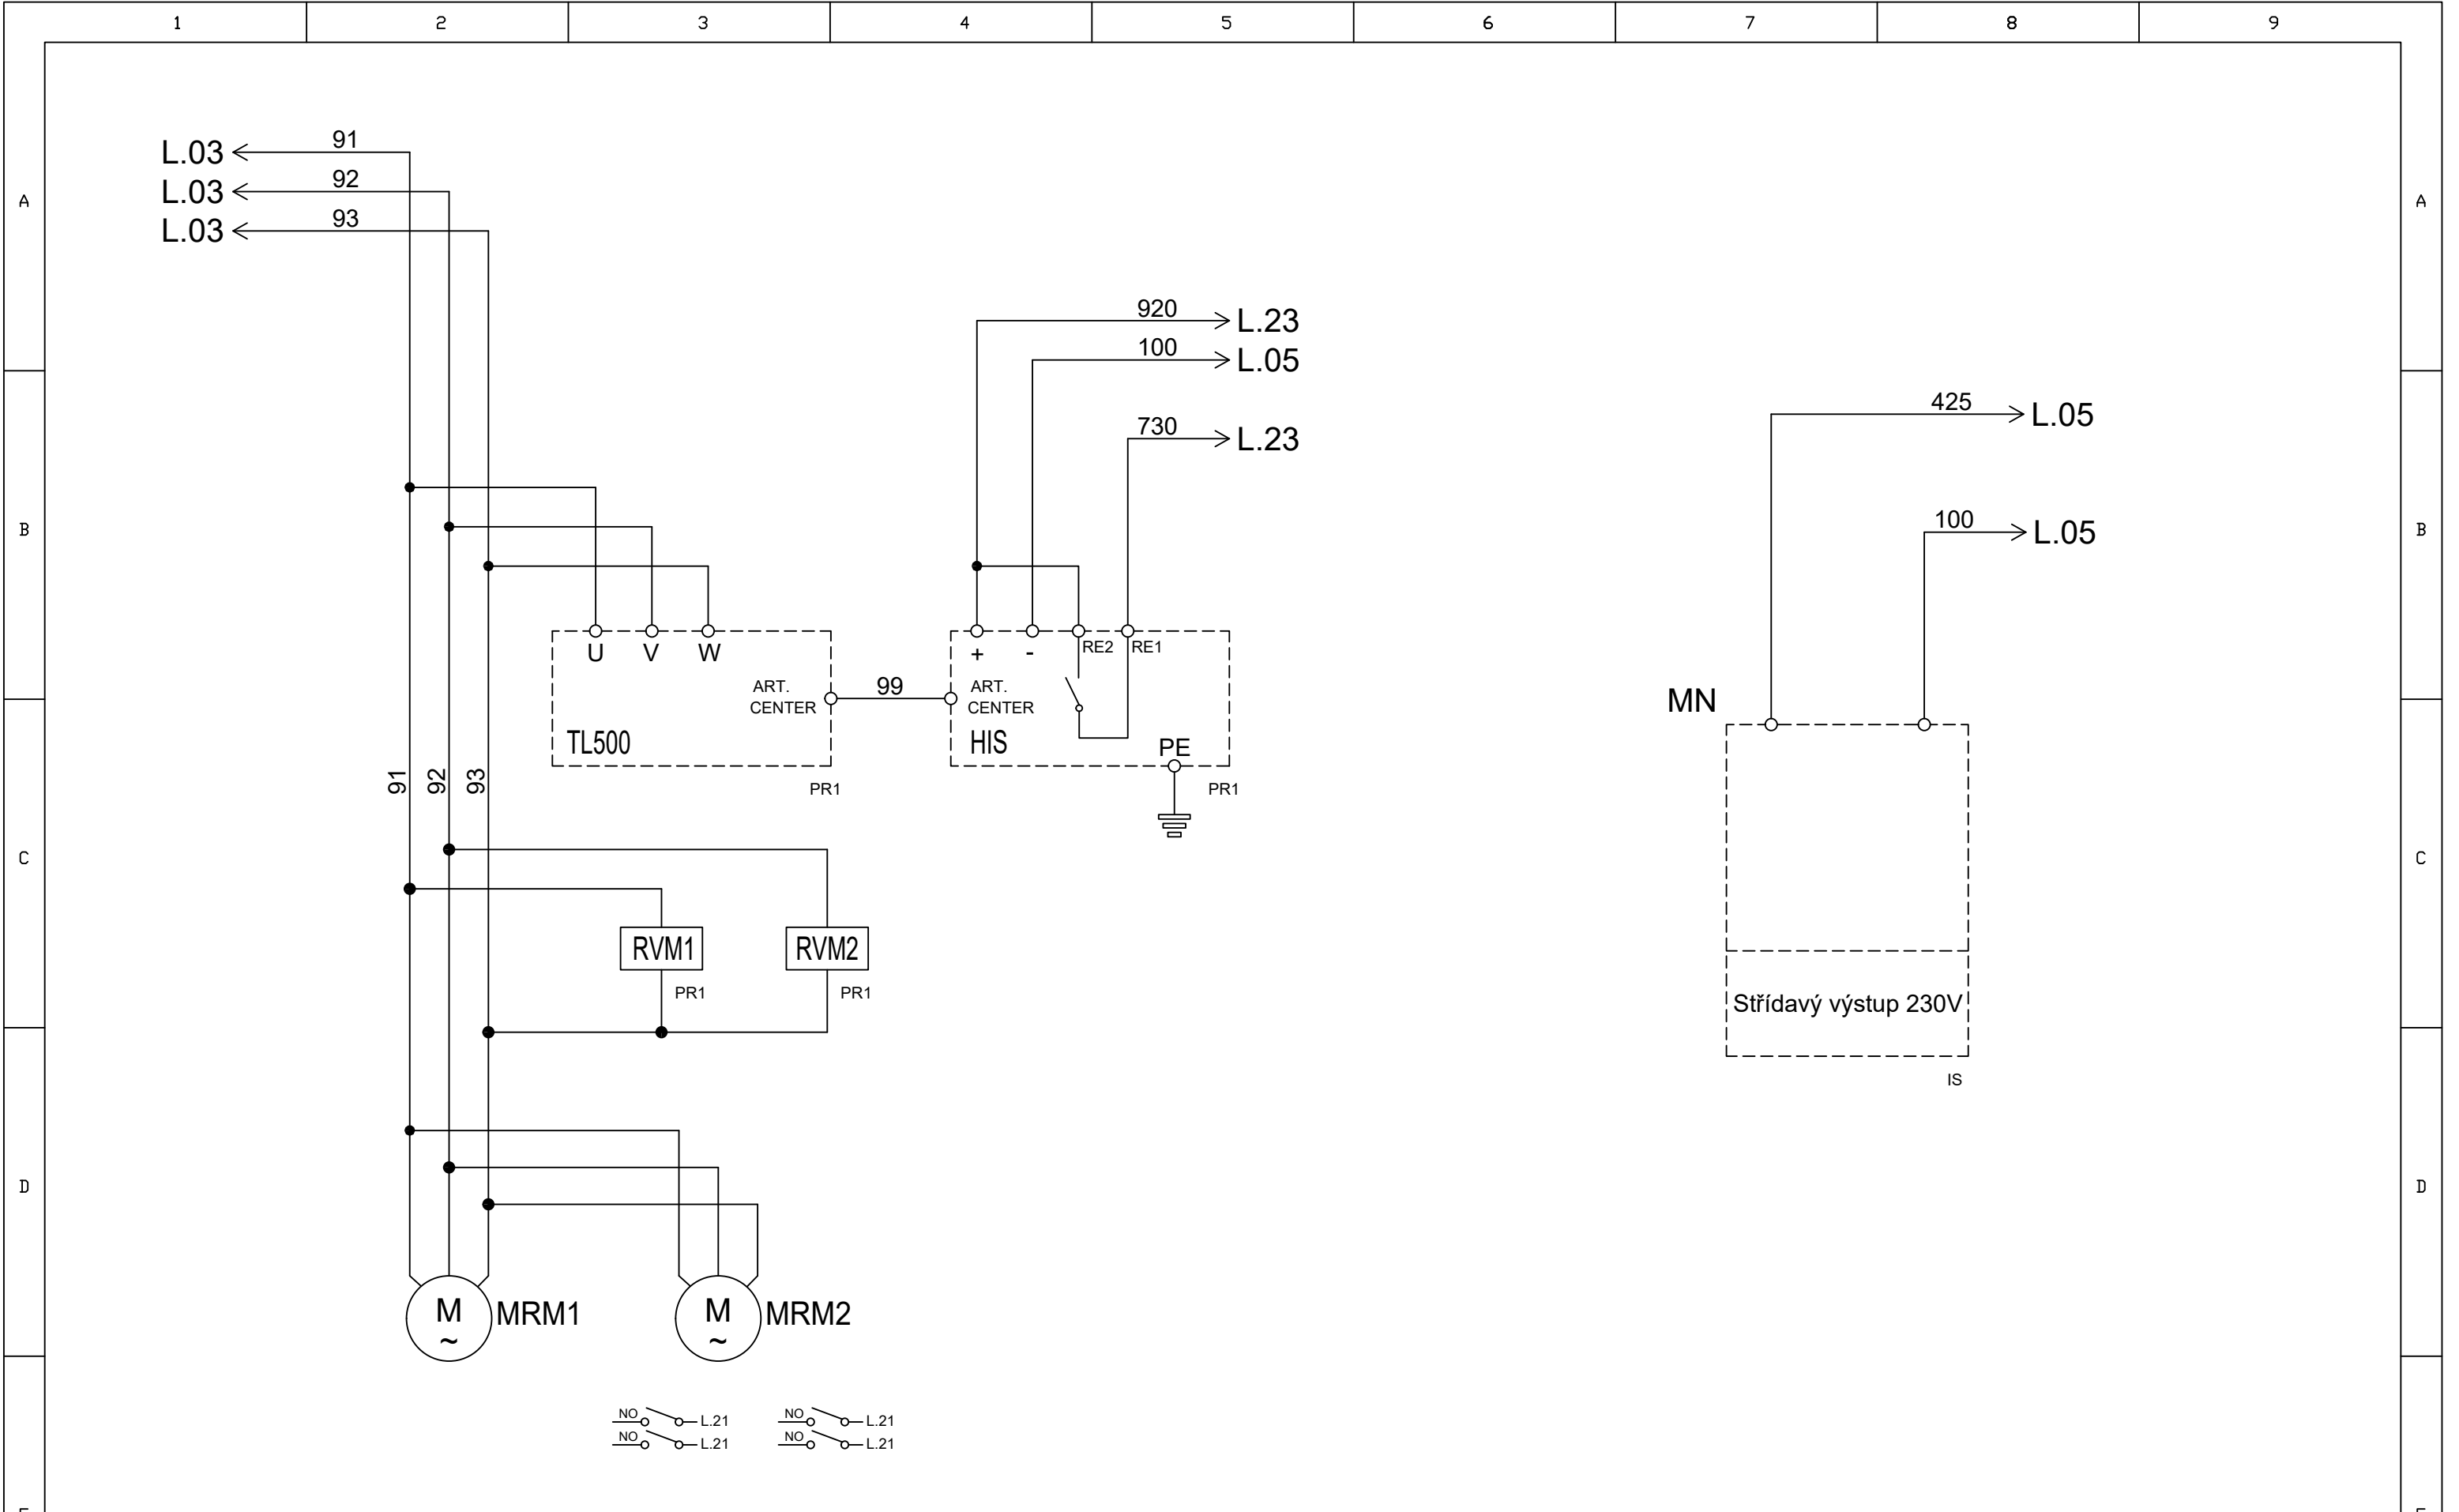 1 2 3 4 5 6 7 8 9
L.03 91
L.03 92
L.03 93
A A
920 L.23
100 L.05
730 L.23
425 L.05
100 L.05
B B
U V W
ART.
CENTER
TL500
PR1
99
+ - RE2 RE1
ART.
CENTER
HIS
PE
PR1
MN
91 92 93
C C
RVM1 RVM2
PR1 PR1
Střídavý výstup 230V
IS
D D
M
~
MRM1
M
~
MRM2
NO L.21 NO L.21
NO L.21 NO L.21